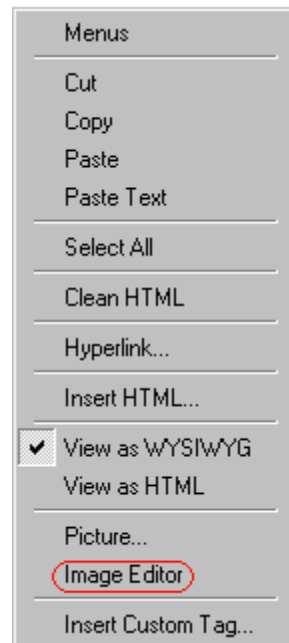 Menus
Cut
Copy
Paste
Paste Text
Select All
Clean HTML
Hyperlink...
Insert HTML...
View as WYSIWYG
View as HTML
Picture...
Image Editor
Insert Custom Tag...